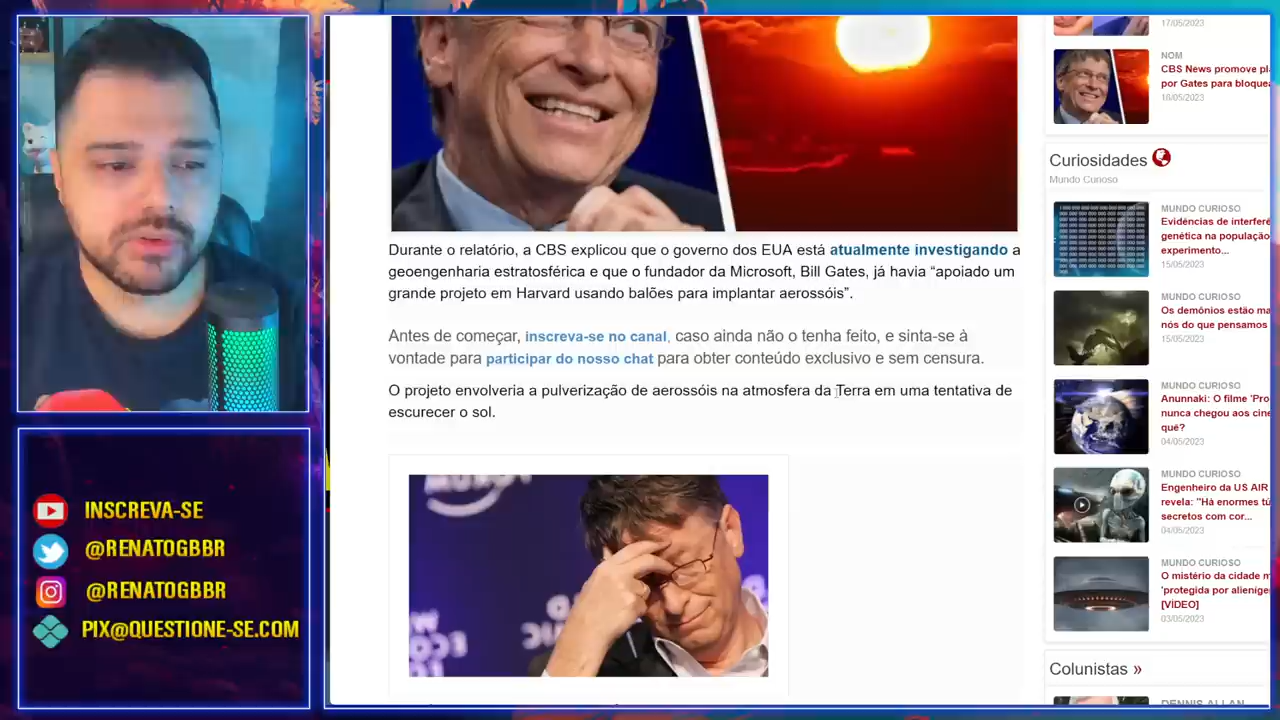 INSCREVA-SE
@RENATOGBBR
@RENATOGBBR
PIX@QUESTIONE-SE.COM
o relatório, a CBS explicou que o governo dos EUA está atualmente investigando a
geoengenharia estratosférica e que o fundador da Microsoft, Bill Gates, já havia “apoiado um
grande projeto em Harvard usando balões para implantar aerossóis”.
Antes de começar, inscreva-se no canal, caso ainda não o tenha feito, e sinta-se à
vontade para participar do nosso chat para obter conteúdo exclusivo e sem censura.
O projeto envolveria a pulverização de aerossóis na atmosfera da Terra em uma tentativa de
escurecer o sol.
17/05/2023
NOM
CBS News promove pl
por Gates para bloque
18/05/2023
Curiosidades
Mundo Curioso
MUNDO CURIOSO
Evidências de interferê
genética na população
experimento...
15/05/2023
MUNDO CURIOSO
Os demônios estão ma
nós do que pensamos
15/05/2023
MUNDO CURIOSO
Anunnaki: O filme 'Pro
nunca chegou aos cine
quê?
04/05/2023
MUNDO CURIOSO
Engenheiro da US AIR
revela: "Há enormes tú
secretos com cor...
04/05/2023
MUNDO CURIOSO
O mistério da cidade m
'protegida por alieníge
[VÍDEO]
03/05/2023
Colunistas »
DENNIS ALLAN